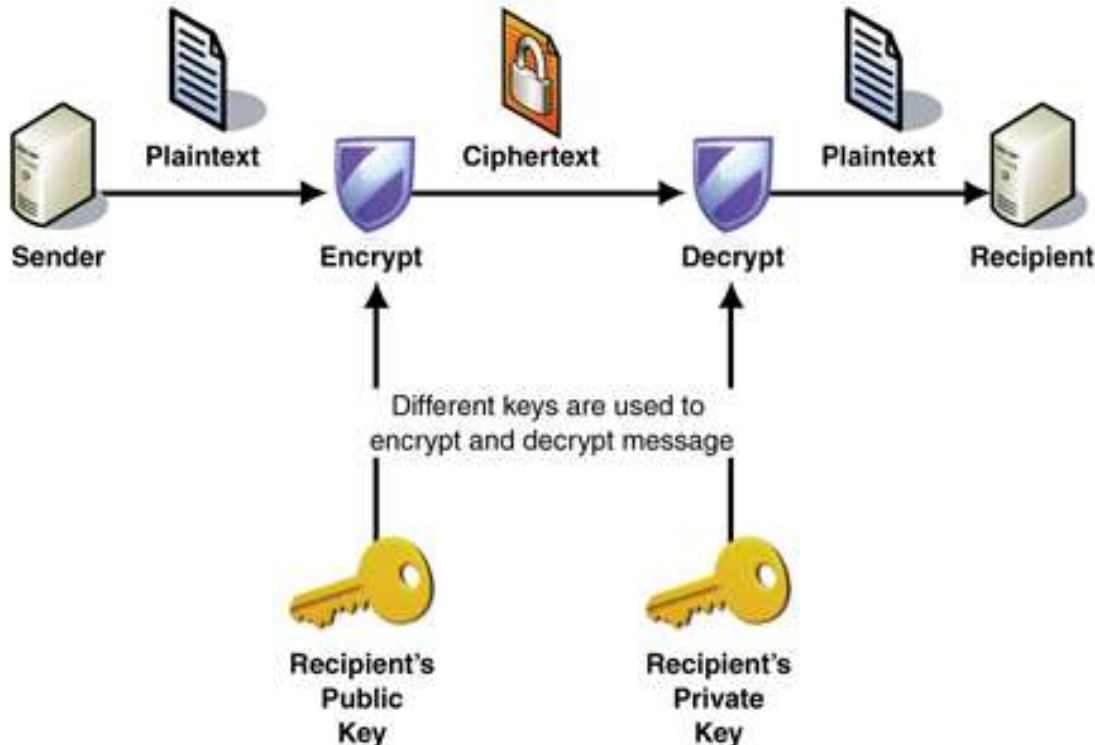 Plaintext
Ciphertext
Plaintext
Sender
Encrypt
Decrypt
Recipient
Different keys are used to
encrypt and decrypt message
Recipient's
Public
Key
Recipient's
Private
Key